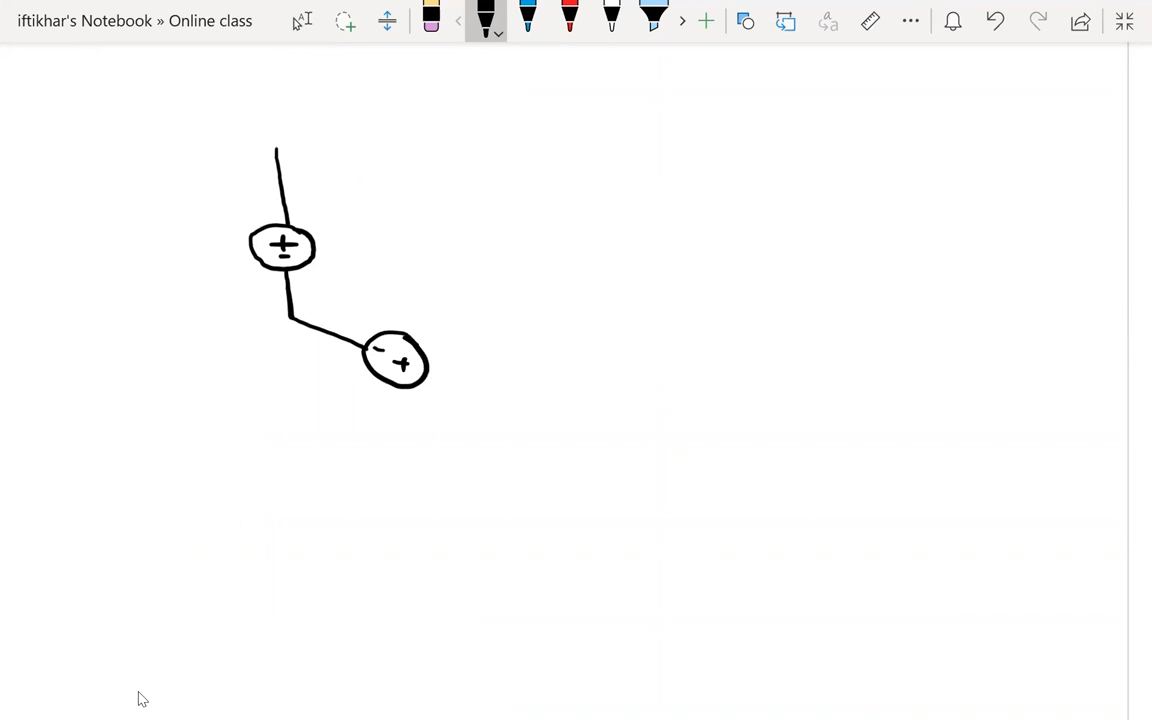 iftikhar's Notebook » Online class
+
-
- +